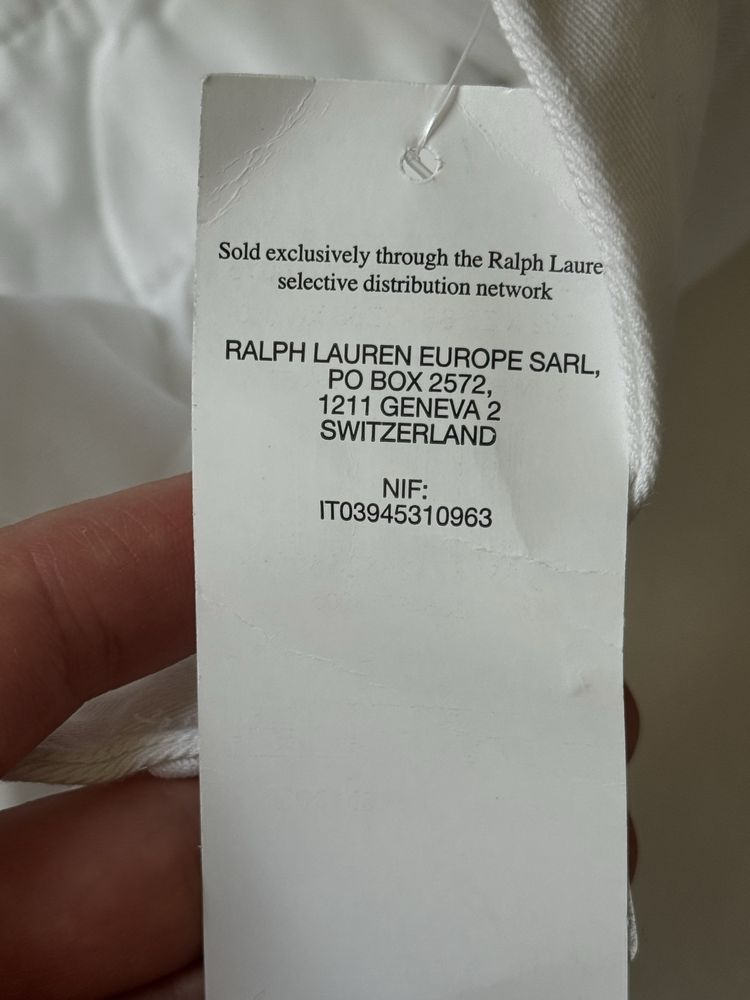 Sold exclusively through the Ralph Laure
selective distribution network
RALPH LAUREN EUROPE SARL,
PO BOX 2572,
1211 GENEVA 2
SWITZERLAND
NIF:
IT03945310963